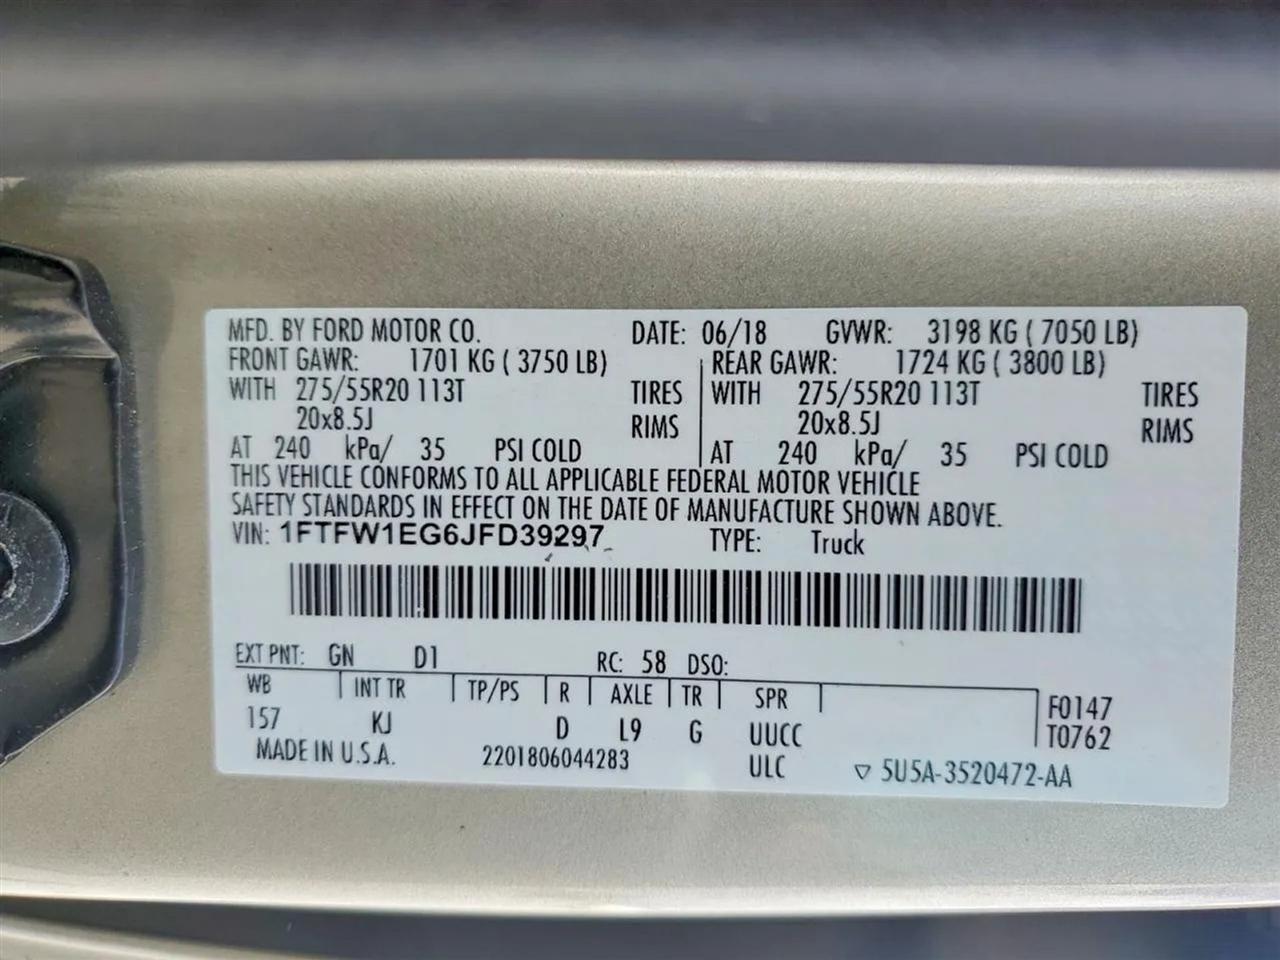 MFD. BY FORD MOTOR CO. DATE: 06/18 GVWR: 3198 KG ( 7050 LB)
FRONT GAWR: 1701 KG ( 3750 LB) REAR GAWR: 1724 KG ( 3800 LB)
WITH 275/55R20 113T TIRES WITH 275/55R20 113T TIRES
20x8.5J RIMS 20x8.5J RIMS
AT 240 kPa/ 35 PSI COLD AT 240 kPa/ 35 PSI COLD
THIS VEHICLE CONFORMS TO ALL APPLICABLE FEDERAL MOTOR VEHICLE
SAFETY STANDARDS IN EFFECT ON THE DATE OF MANUFACTURE SHOWN ABOVE.
VIN: 1FTFW1EG6JFD39297 TYPE: Truck
EXT PNT: GN D1 RC: 58 DSO:
WB INT TR TP/PS R AXLE TR SPR F0147
157 KJ D L9 G UUCC T0762
MADE IN U.S.A. 2201806044283 ULC ▽ 5U5A-3520472-AA